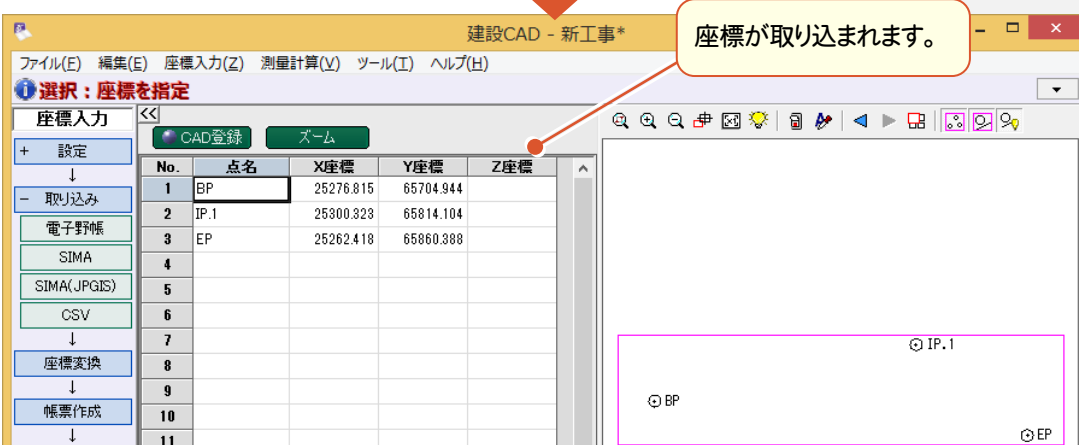 建設CAD - 新工事*
座標が取り込まれます。
ファイル(F) 編集(E) 座標入力(Z) 測量計算(V) ツール(T) ヘルプ(H)
選択：座標を指定
座標入力
<<
CAD登録 ズーム
+ 設定
↓
- 取り込み
電子野帳
SIMA
SIMA(JPGIS)
CSV
↓
座標変換
↓
帳票作成
↓
No. 点名 X座標 Y座標 Z座標
1 BP 25276.815 65704.944
2 IP.1 25300.323 65814.104
3 EP 25262.418 65860.388
4
5
6
7
8
9
10
11
IP.1
BP
EP